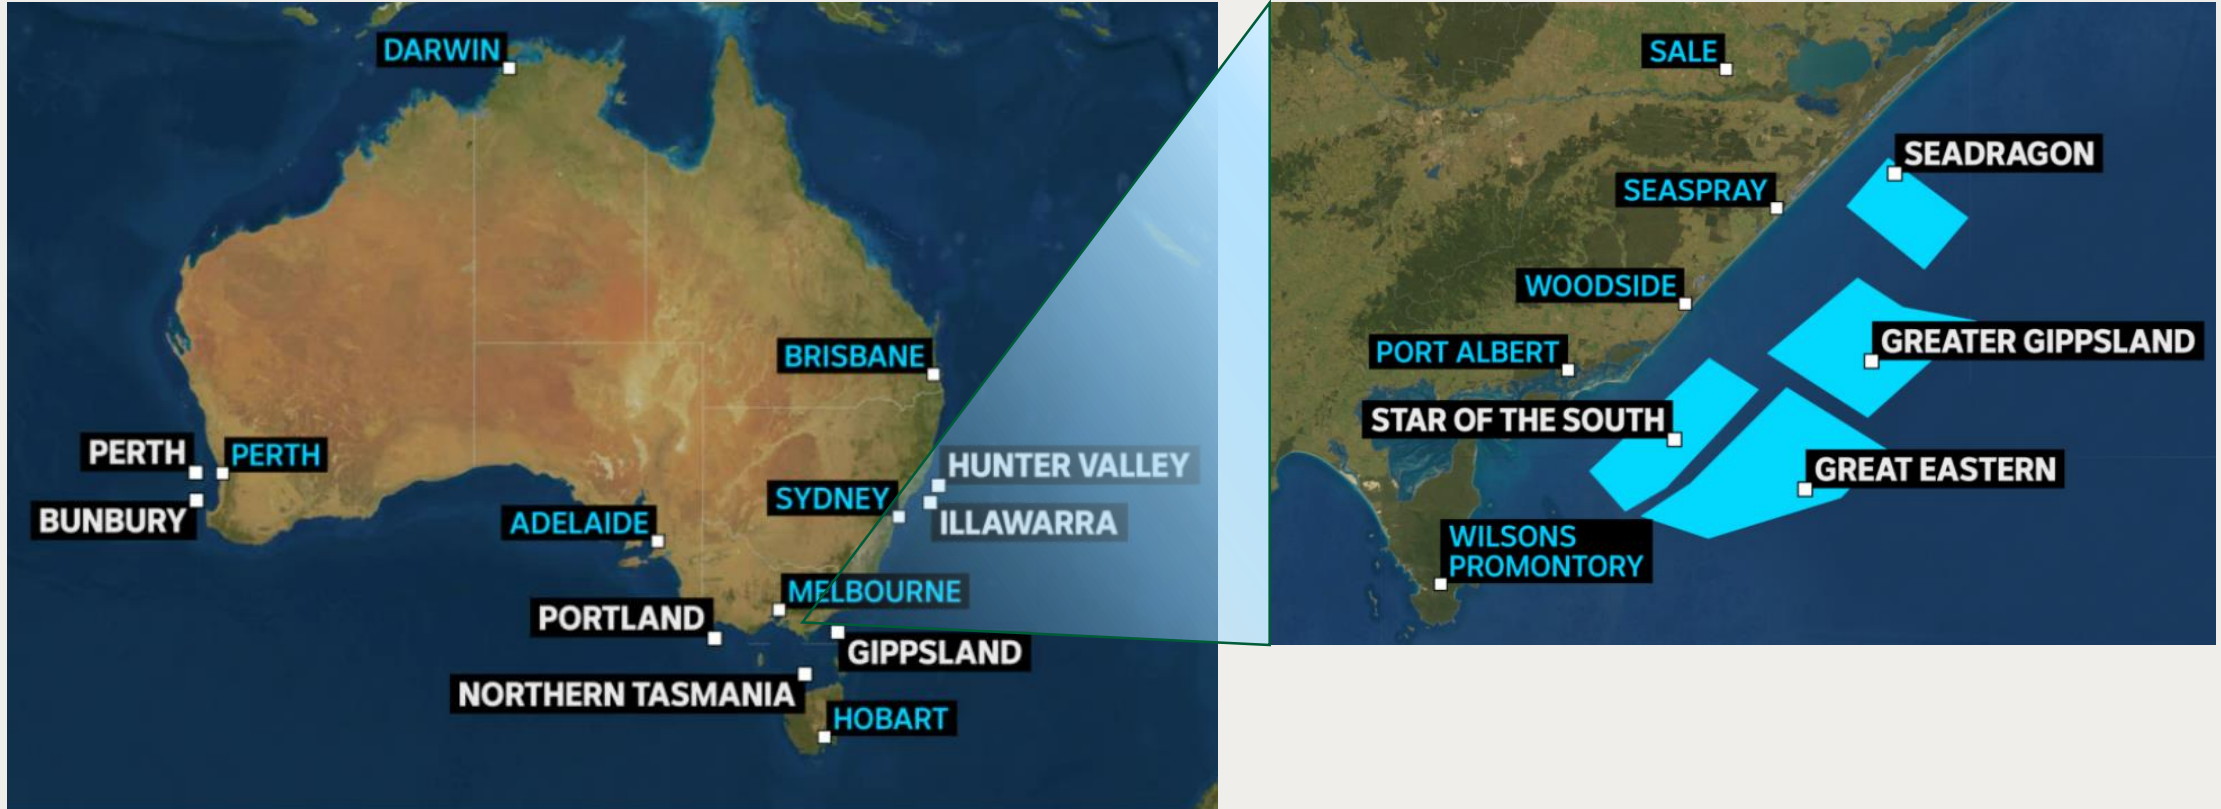 DARWIN
BRISBANE
PERTH
PERTH
BUNBURY
HUNTER VALLEY
SYDNEY
ADELAIDE
ILLAWARRA
MELBOURNE
PORTLAND
GIPPSLAND
NORTHERN TASMANIA
HOBART
SALE
SEADRAGON
SEASPRAY
WOODSIDE
GREATER GIPPSLAND
PORT ALBERT
STAR OF THE SOUTH
GREAT EASTERN
WILSONS
PROMONTORY